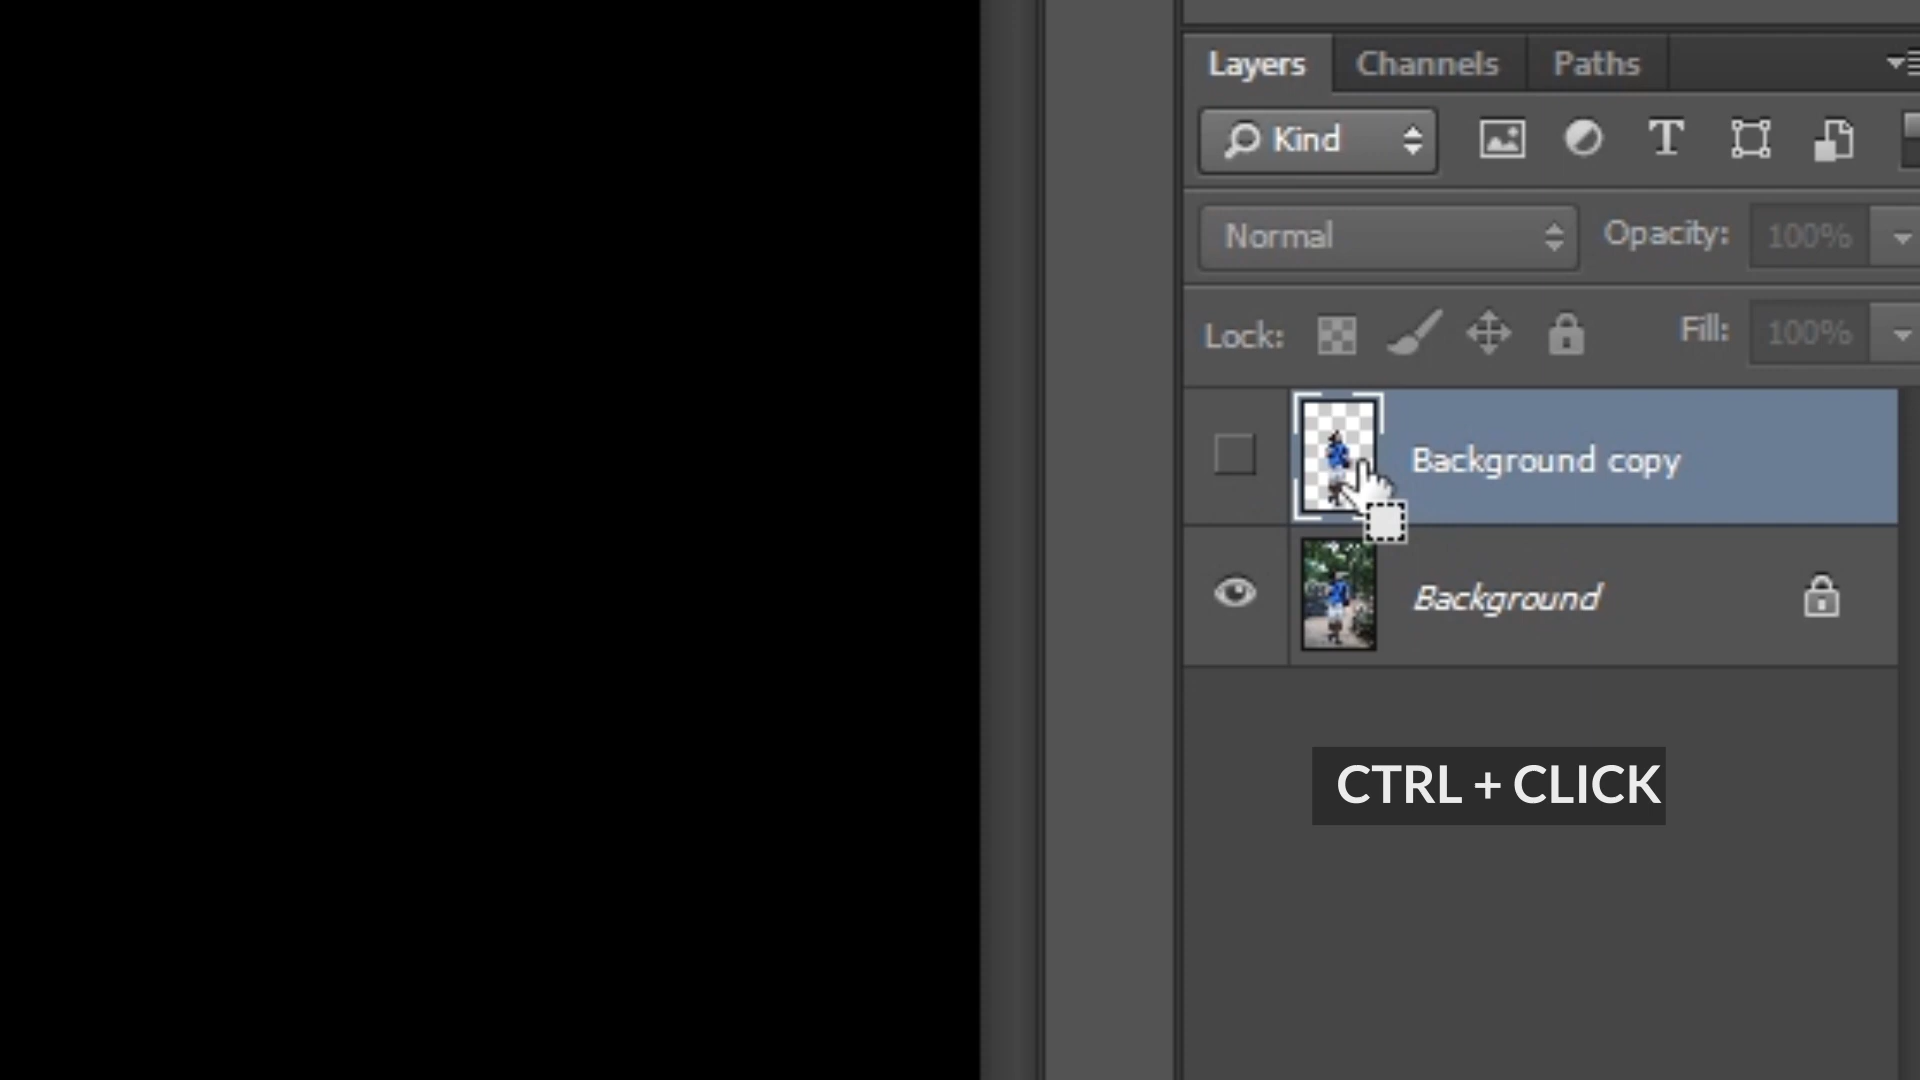 Layers Channels Paths
Kind T
Normal Opacity: 100%
Lock: Fill: 100%
Background copy
Background
CTRL + CLICK